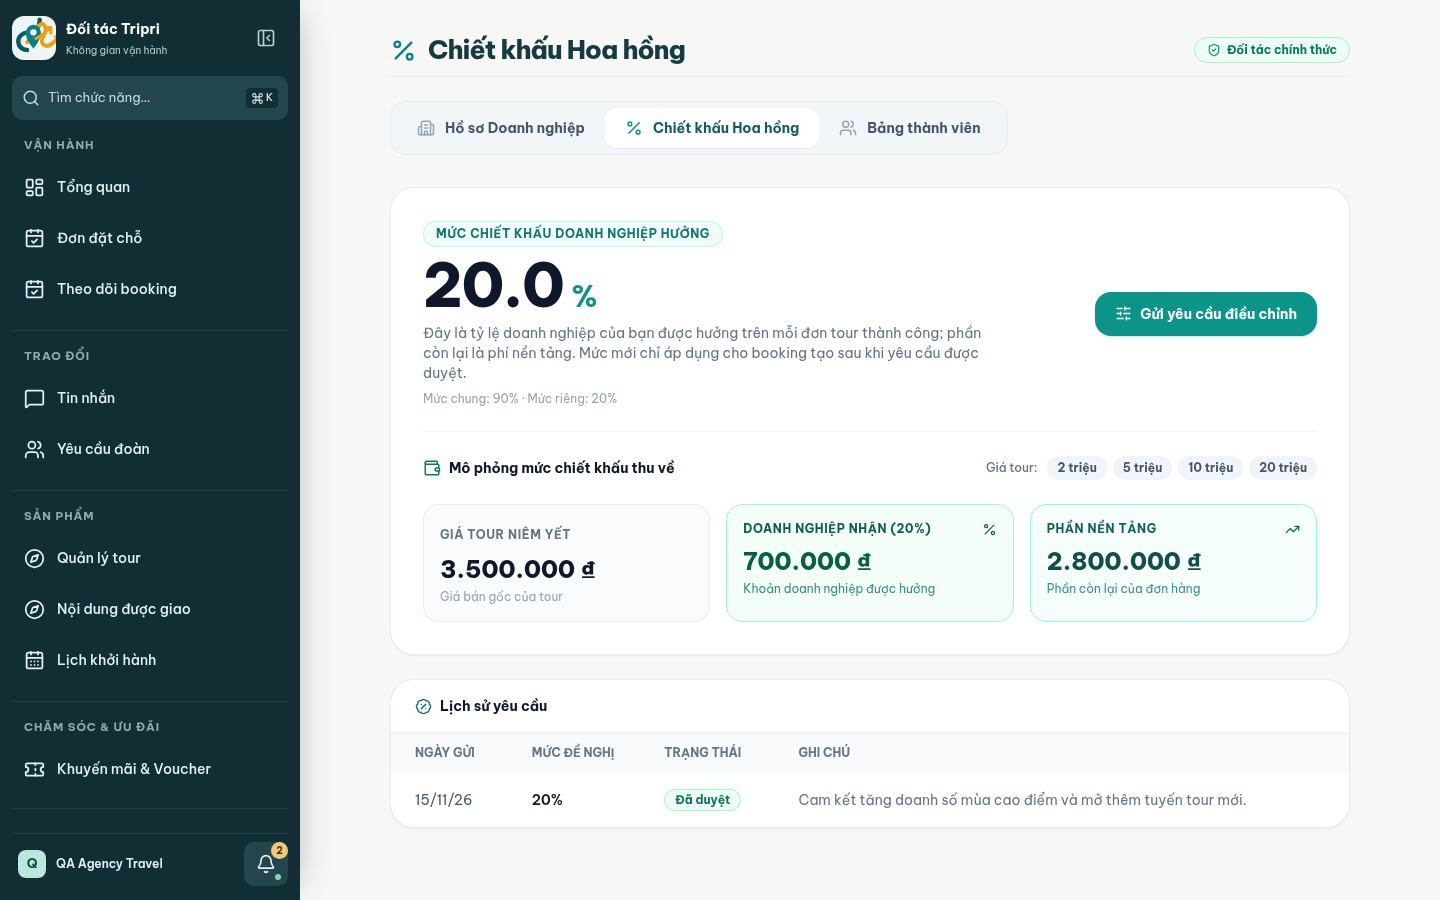 Đối tác Tripri
Không gian vận hành
Tìm chức năng...
⌘K
VẬN HÀNH
Tổng quan
Đơn đặt chỗ
Theo dõi booking
TRAO ĐỔI
Tin nhắn
Yêu cầu đoàn
SẢN PHẨM
Quản lý tour
Nội dung được giao
Lịch khởi hành
CHĂM SÓC & ƯU ĐÃI
Khuyến mãi & Voucher
Q
QA Agency Travel
2
Chiết khấu Hoa hồng
Đối tác chính thức
Hồ sơ Doanh nghiệp
Chiết khấu Hoa hồng
Bảng thành viên
MỨC CHIẾT KHẤU DOANH NGHIỆP HƯỞNG
20.0 %
Đây là tỷ lệ doanh nghiệp của bạn được hưởng trên mỗi đơn tour thành công; phần
còn lại là phí nền tảng. Mức mới chỉ áp dụng cho booking tạo sau khi yêu cầu được
duyệt.
Mức chung: 90% · Mức riêng: 20%
Gửi yêu cầu điều chỉnh
Mô phỏng mức chiết khấu thu về
Giá tour: 2 triệu 5 triệu 10 triệu 20 triệu
GIÁ TOUR NIÊM YẾT
3.500.000 ₫
Giá bán gốc của tour
DOANH NGHIỆP NHẬN (20%)
700.000 ₫
Khoản doanh nghiệp được hưởng
PHẦN NỀN TẢNG
2.800.000 ₫
Phần còn lại của đơn hàng
Lịch sử yêu cầu
NGÀY GỬI MỨC ĐỀ NGHỊ TRẠNG THÁI GHI CHÚ
15/11/26 20% Đã duyệt Cam kết tăng doanh số mùa cao điểm và mở thêm tuyến tour mới.